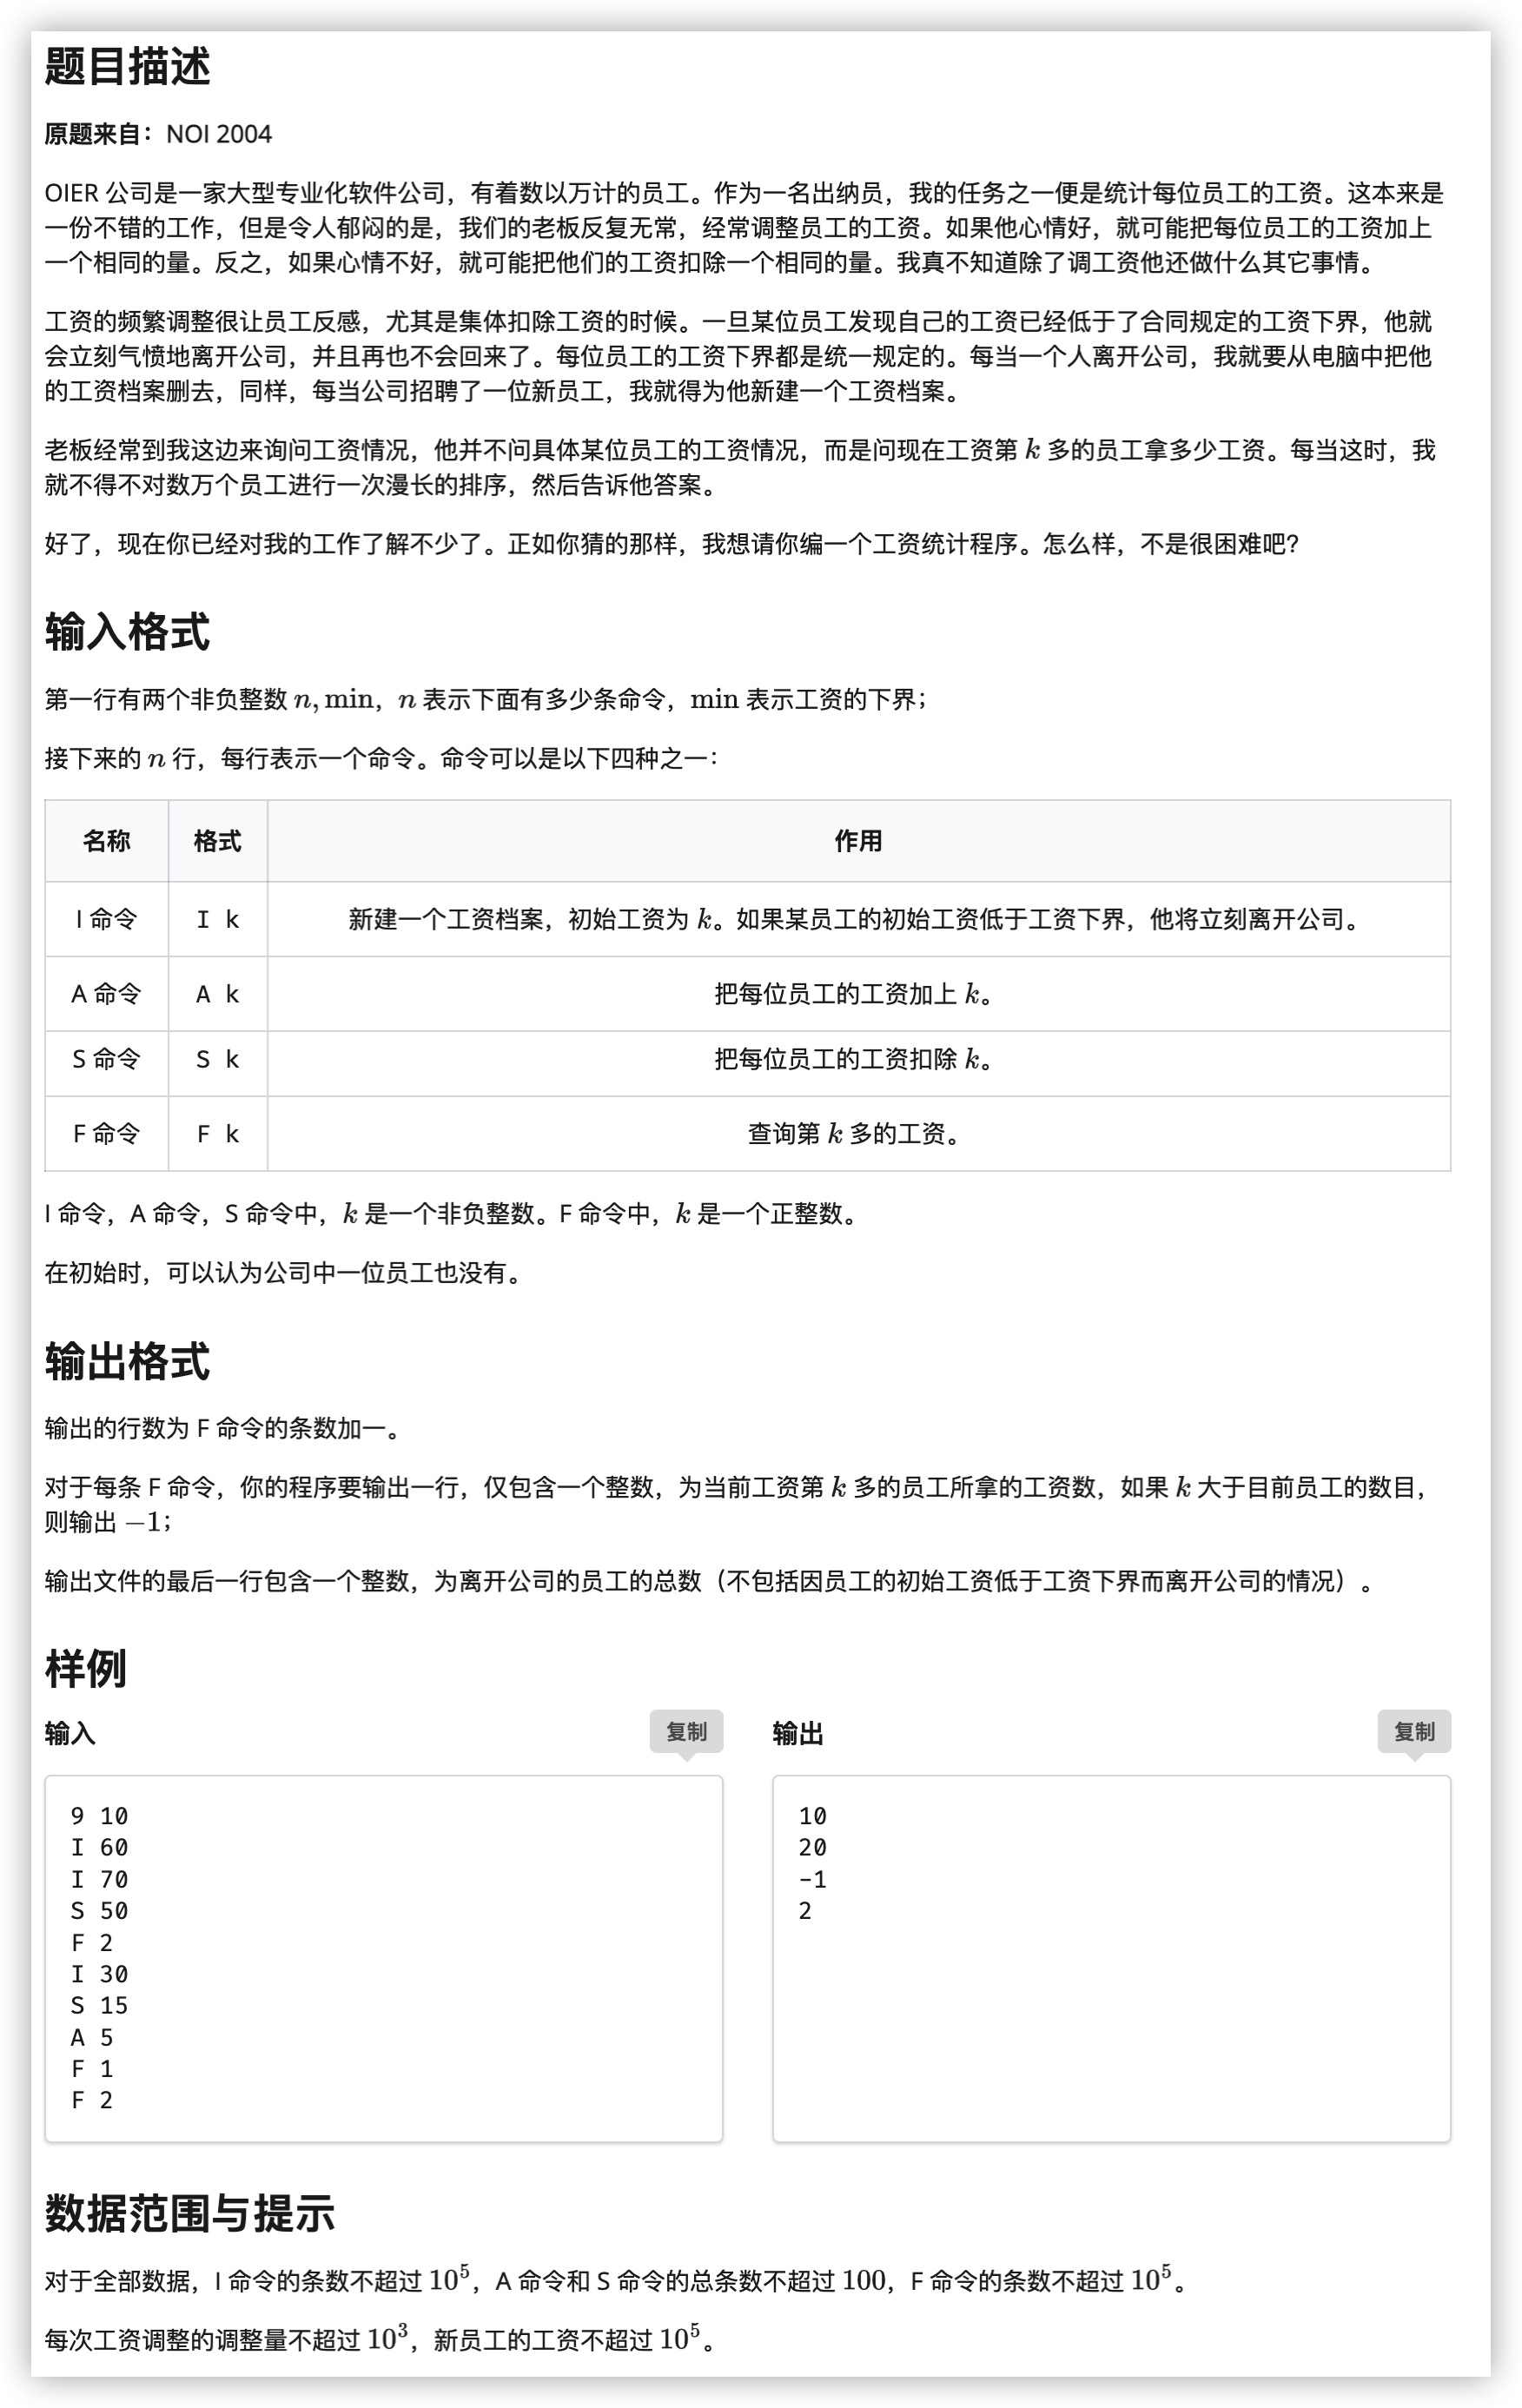 题目描述
原题来自：NOI 2004
OIER 公司是一家大型专业化软件公司，有着数以万计的员工。作为一名出纳员，我的任务之一便是统计每位员工的工资。这本来是
一份不错的工作，但是令人郁闷的是，我们的老板反复无常，经常调整员工的工资。如果他心情好，就可能把每位员工的工资加上
一个相同的量。反之，如果心情不好，就可能把他们的工资扣除一个相同的量。我真不知道除了调工资他还做什么其它事情。
工资的频繁调整很让员工反感，尤其是集体扣除工资的时候。一旦某位员工发现自己的工资已经低于了合同规定的工资下界，他就
会立刻气愤地离开公司，并且再也不会回来了。每位员工的工资下界都是统一规定的。每当一个人离开公司，我就要从电脑中把他
的工资档案删去，同样，每当公司招聘了一位新员工，我就得为他新建一个工资档案。
老板经常到我这边来询问工资情况，他并不问具体某位员工的工资情况，而是问现在工资第 k 多的员工拿多少工资。每当这时，我
就不得不对数万个员工进行一次漫长的排序，然后告诉他答案。
好了，现在你已经对我的工作了解不少了。正如你猜的那样，我想请你编一个工资统计程序。怎么样，不是很困难吧?
输入格式
第一行有两个非负整数 n, min，n 表示下面有多少条命令，min 表示工资的下界；
接下来的 n 行，每行表示一个命令。命令可以是以下四种之一：
名称 格式 作用
I 命令 I k 新建一个工资档案，初始工资为 k。如果某员工的初始工资低于工资下界，他将立刻离开公司。
A 命令 A k 把每位员工的工资加上 k。
S 命令 S k 把每位员工的工资扣除 k。
F 命令 F k 查询第 k 多的工资。
I 命令，A 命令，S 命令中，k 是一个非负整数。F 命令中，k 是一个正整数。
在初始时，可以认为公司中一位员工也没有。
输出格式
输出的行数为 F 命令的条数加一。
对于每条 F 命令，你的程序要输出一行，仅包含一个整数，为当前工资第 k 多的员工所拿的工资数，如果 k 大于目前员工的数目，
则输出 −1；
输出文件的最后一行包含一个整数，为离开公司的员工的总数（不包括因员工的初始工资低于工资下界而离开公司的情况）。
样例
输入 复制
9 10
I 60
I 70
S 50
F 2
I 30
S 15
A 5
F 1
F 2
输出 复制
10
20
-1
2
数据范围与提示
对于全部数据，I 命令的条数不超过 10⁵，A 命令和 S 命令的总条数不超过 100，F 命令的条数不超过 10⁵。
每次工资调整的调整量不超过 10³，新员工的工资不超过 10⁵。